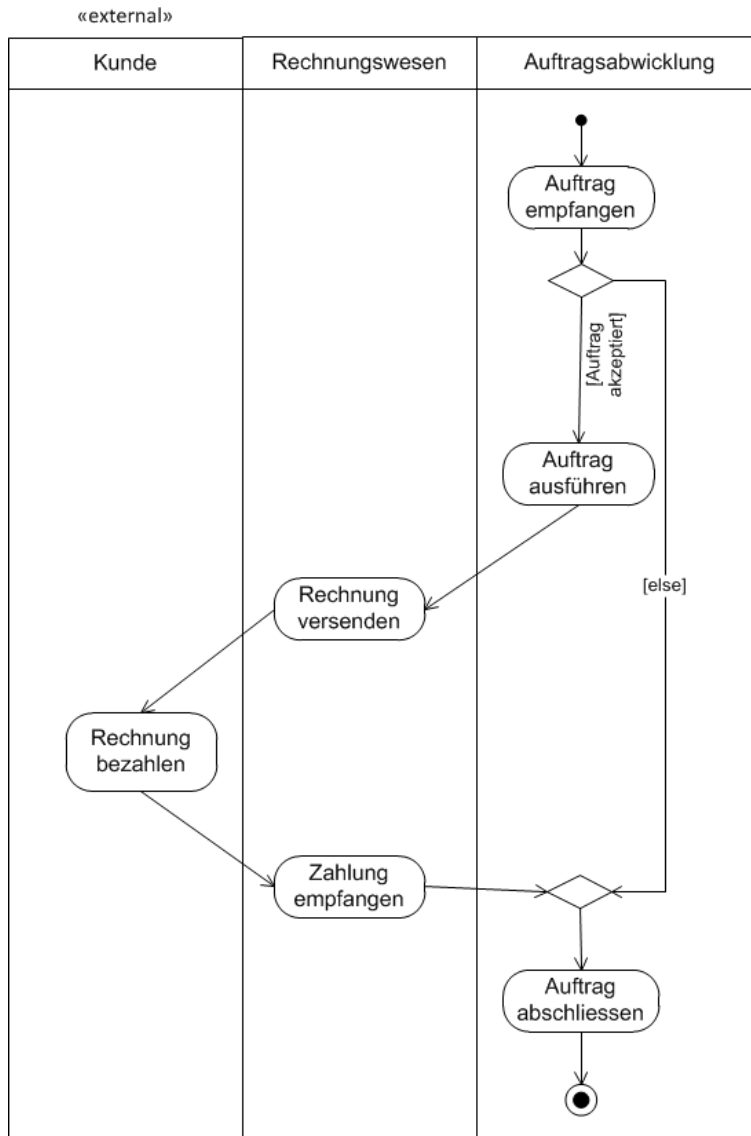 «external»
Kunde
Rechnungswesen
Auftragsabwicklung
Auftrag
empfangen
[Auftrag
akzeptiert]
Auftrag
ausführen
[else]
Rechnung
versenden
Rechnung
bezahlen
Zahlung
empfangen
Auftrag
abschliessen